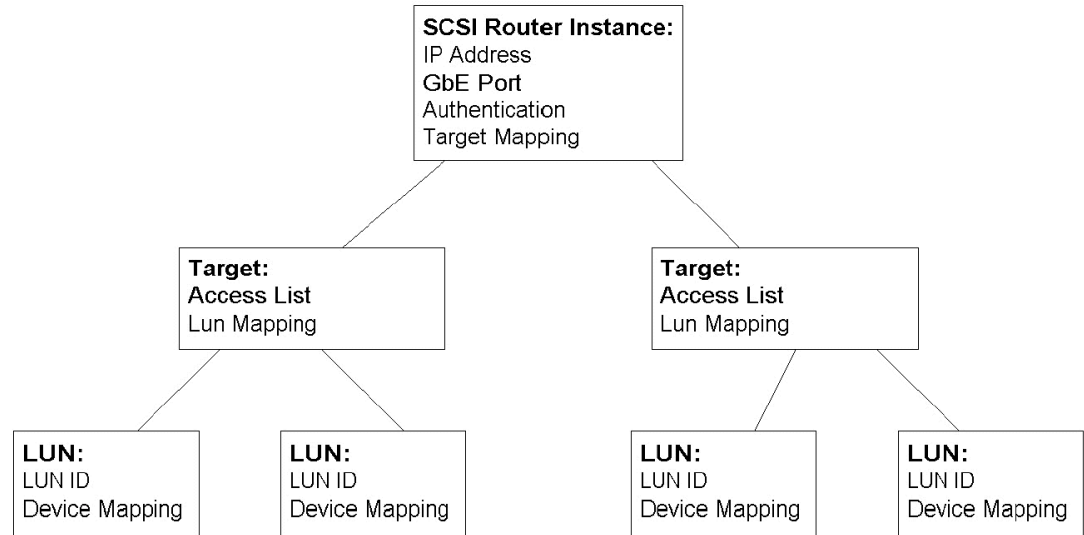 SCSI Router Instance:
IP Address
GbE Port
Authentication
Target Mapping
Target:
Access List
Lun Mapping
Target:
Access List
Lun Mapping
LUN:
LUN ID
Device Mapping
LUN:
LUN ID
Device Mapping
LUN:
LUN ID
Device Mapping
LUN:
LUN ID
Device Mapping